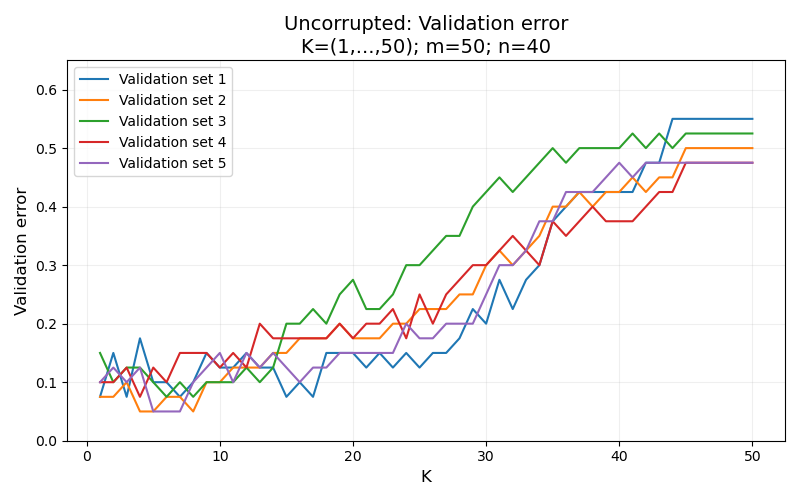 Uncorrupted: Validation error
K=(1,...,50); m=50; n=40
Validation set 1
Validation set 2
Validation set 3
Validation set 4
Validation set 5
Validation error
0.6
0.5
0.4
0.3
0.2
0.1
0.0
0
10
20
30
40
50
K